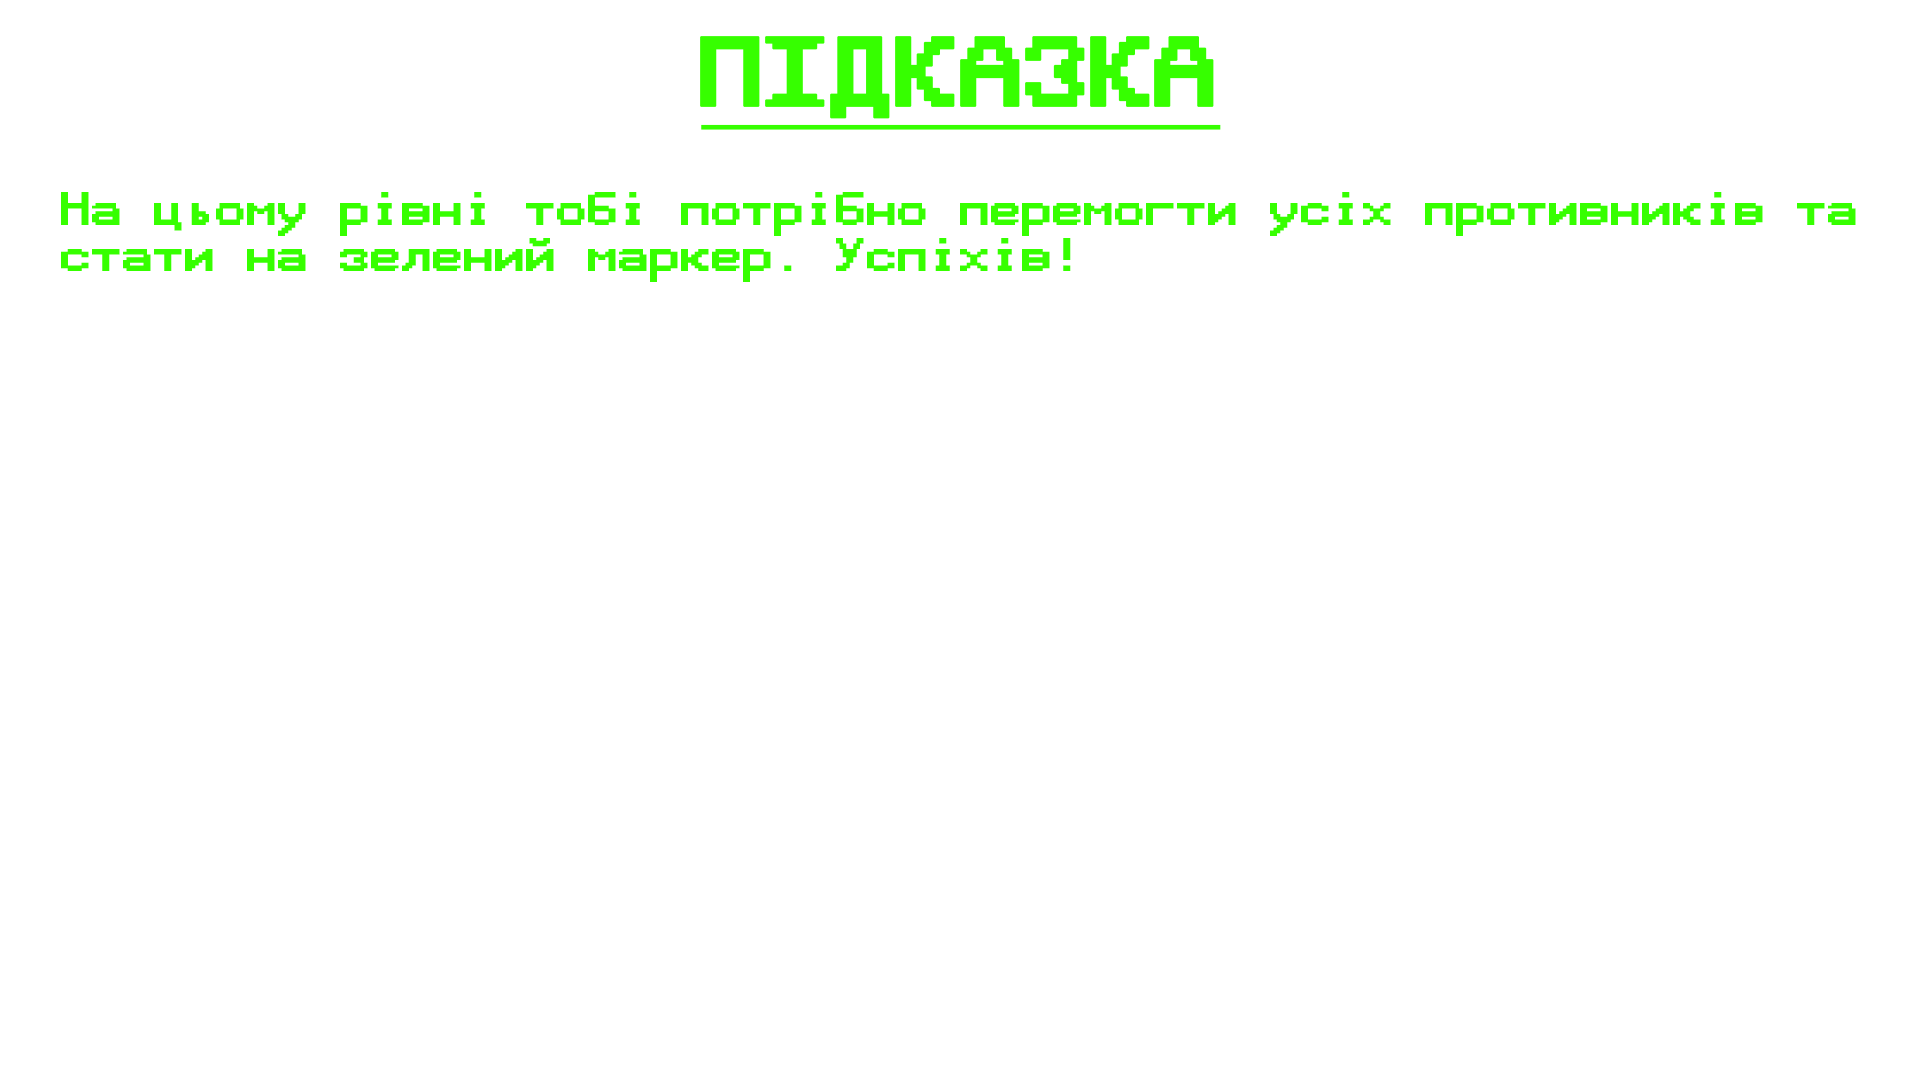 ПІДКАЗКА
На цьому рівні тобі потрібно перемогти усіх противників та
стати на зелений маркер. Успіхів!